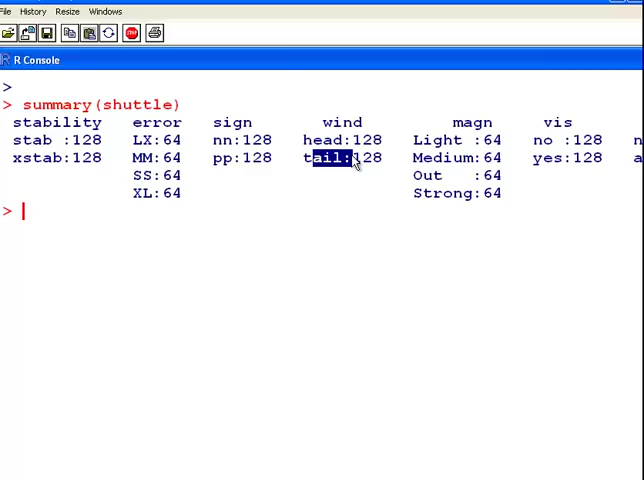 File History Resize Windows
STOP
R R Console
>
> summary(shuttle)
stability error sign wind magn vis
stab :128 LX:64 nn:128 head:128 Light :64 no :128 n
xstab:128 MM:64 pp:128 tail:128 Medium:64 yes:128 a
SS:64 Out :64
XL:64 Strong:64
>